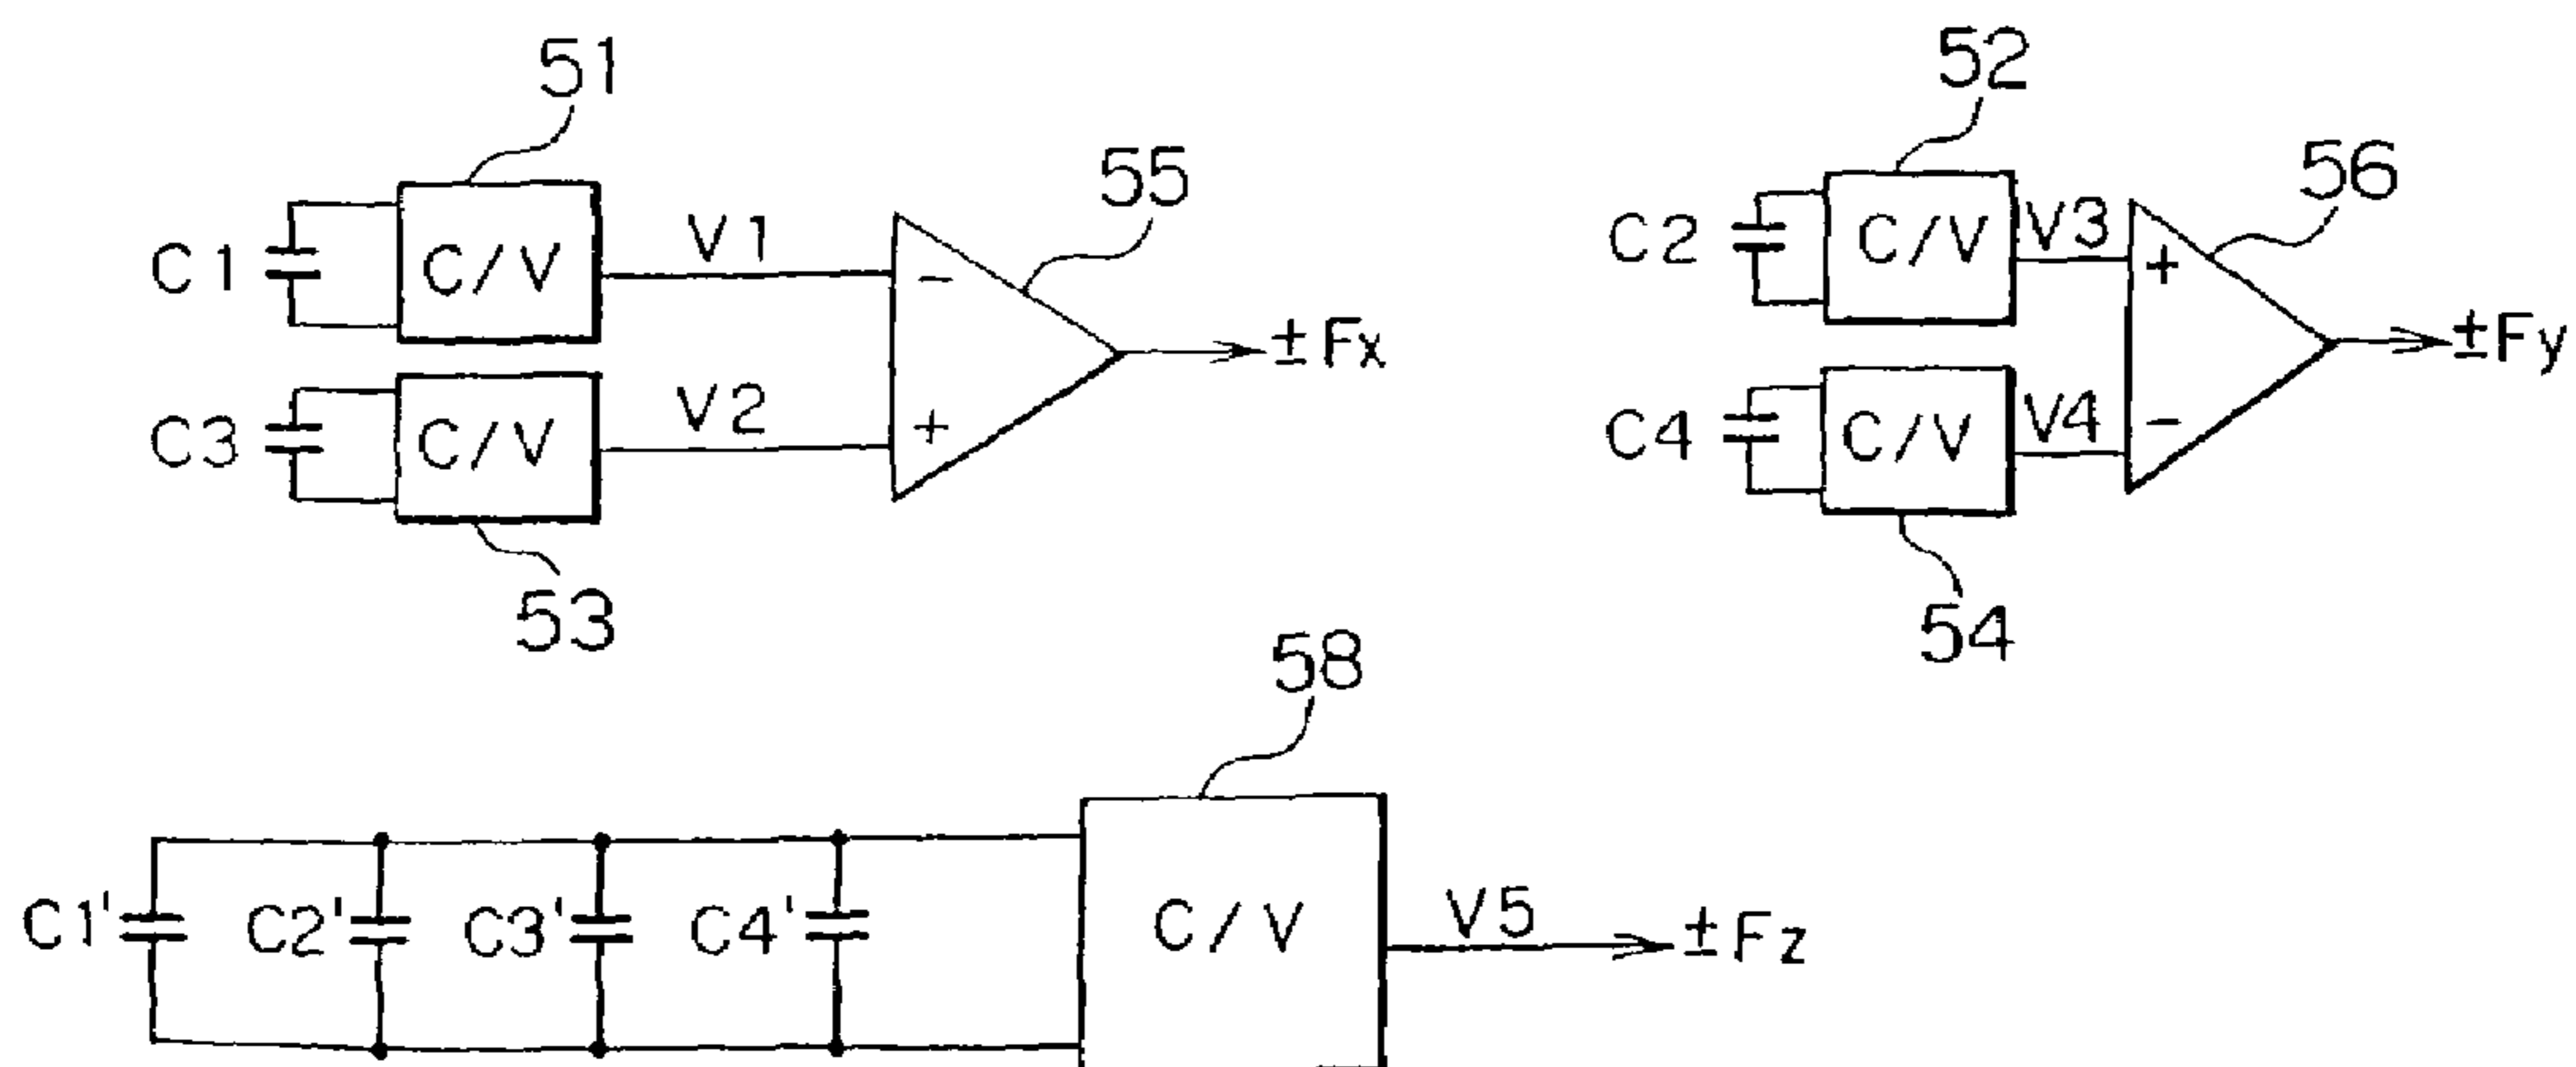 51
C1
C/V
V1
-
55
C3
C/V
V2
+
±Fx
53
52
C2
C/V
V3
+
56
C4
C/V
V4
-
±Fy
54
58
C1'
C2'
C3'
C4'
C/V
V5
±Fz